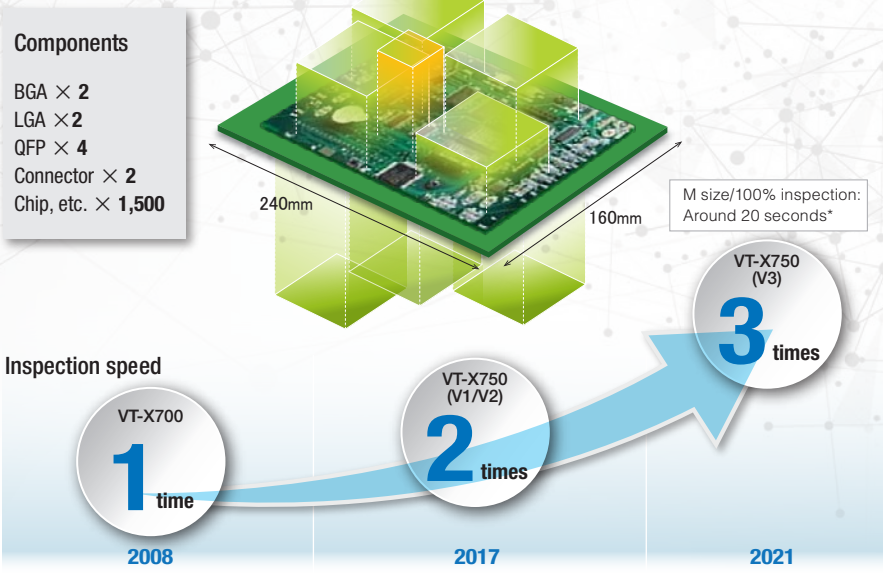 Components
BGA × 2
LGA ×2
QFP × 4
Connector × 2
Chip, etc. × 1,500
240mm
160mm
M size/100% inspection:
Around 20 seconds*
Inspection speed
VT-X700
1
time
VT-X750
(V1/V2)
2
times
VT-X750
(V3)
3
times
2008
2017
2021